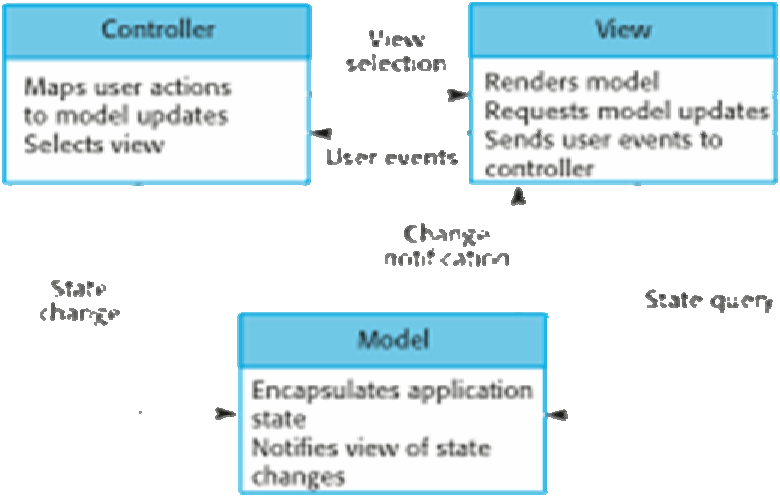 Controller
Maps user actions
to model updates
Selects view
View
selection
User events
View
Renders model
Requests model updates
Sends user events to
controller
Change
notification
State
change
State query
Model
Encapsulates application
state
Notifies view of state
changes